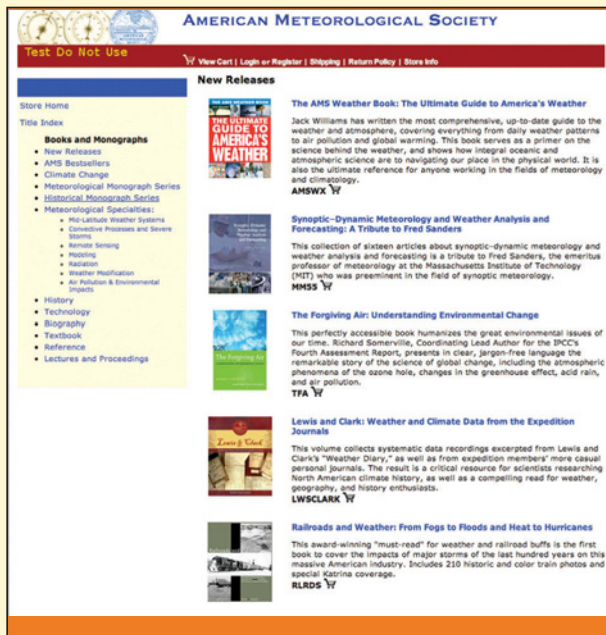 AMERICAN METEOROLOGICAL SOCIETY
Test Do Not Use
View Cart | Login or Register | Shipping | Return Policy | Store Info
Store Home
Title Index
Books and Monographs
New Releases
AMS Bestsellers
Climate Change
Meteorological Monograph Series
Historical Monograph Series
Meteorological Specialties:
Mid-Latitude Weather Systems
Convective Processes and Severe
Storms
Remote Sensing
Modeling
Radiation
Weather Modification
Air Pollution & Environmental
Impacts
History
Technology
Biography
Textbook
Reference
Lectures and Proceedings
New Releases
THE AMS WEATHER BOOK
THE ULTIMATE
GUIDE TO
AMERICA'S
WEATHER
The AMS Weather Book: The Ultimate Guide to America's Weather
Jack Williams has written the most comprehensive, up-to-date guide to the
weather and atmosphere, covering everything from daily weather patterns
to air pollution and global warming. This book serves as a primer on the
science behind the weather, and shows how integral oceanic and
atmospheric science are to navigating our place in the physical world. It is
also the ultimate reference for anyone working in the fields of meteorology
and climatology.
AMSWX
Synoptic-Dynamic Meteorology and Weather Analysis and
Forecasting: A Tribute to Fred Sanders
This collection of sixteen articles about synoptic-dynamic meteorology and
weather analysis and forecasting is a tribute to Fred Sanders, the emeritus
professor of meteorology at the Massachusetts Institute of Technology
(MIT) who was preeminent in the field of synoptic meteorology.
MM55
The Forgiving Air
The Forgiving Air: Understanding Environmental Change
This perfectly accessible book humanizes the great environmental issues of
our time. Richard Somerville, Coordinating Lead Author for the IPCC's
Fourth Assessment Report, presents in clear, jargon-free language the
remarkable story of the science of global change, including the atmospheric
phenomena of the ozone hole, changes in the greenhouse effect, acid rain,
and air pollution.
TFA
Lewis & Clark
Lewis and Clark: Weather and Climate Data from the Expedition
Journals
This volume collects systematic data recordings excerpted from Lewis and
Clark's "Weather Diary," as well as from expedition members' more casual
personal journals. The result is a critical resource for scientists researching
North American climate history, as well as a compelling read for weather,
geography, and history enthusiasts.
LWSCLARK
Railroads and Weather: From Fogs to Floods and Heat to Hurricanes
This award-winning "must-read" for weather and railroad buffs is the first
book to cover the impacts of major storms of the last hundred years on this
massive American industry. Includes 210 historic and color train photos and
special Katrina coverage.
RLRDS